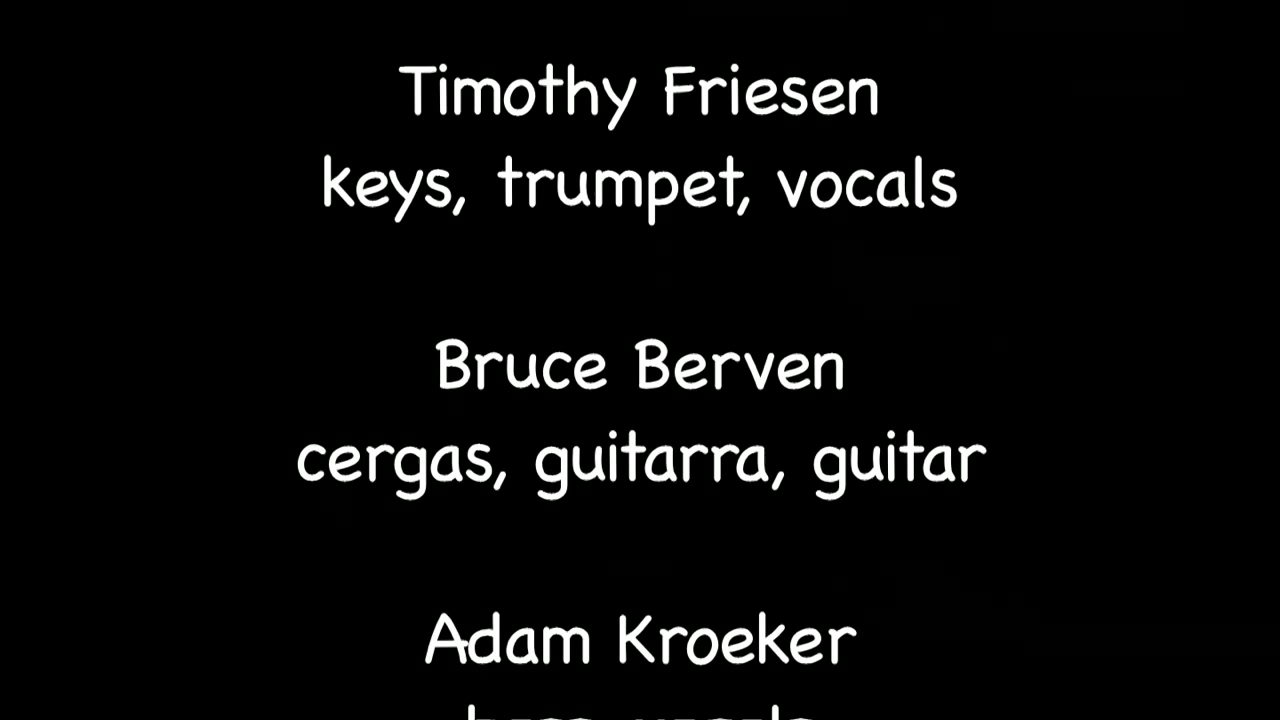 Timothy Friesen
keys, trumpet, vocals
Bruce Berven
cergas, guitarra, guitar
Adam Kroeker